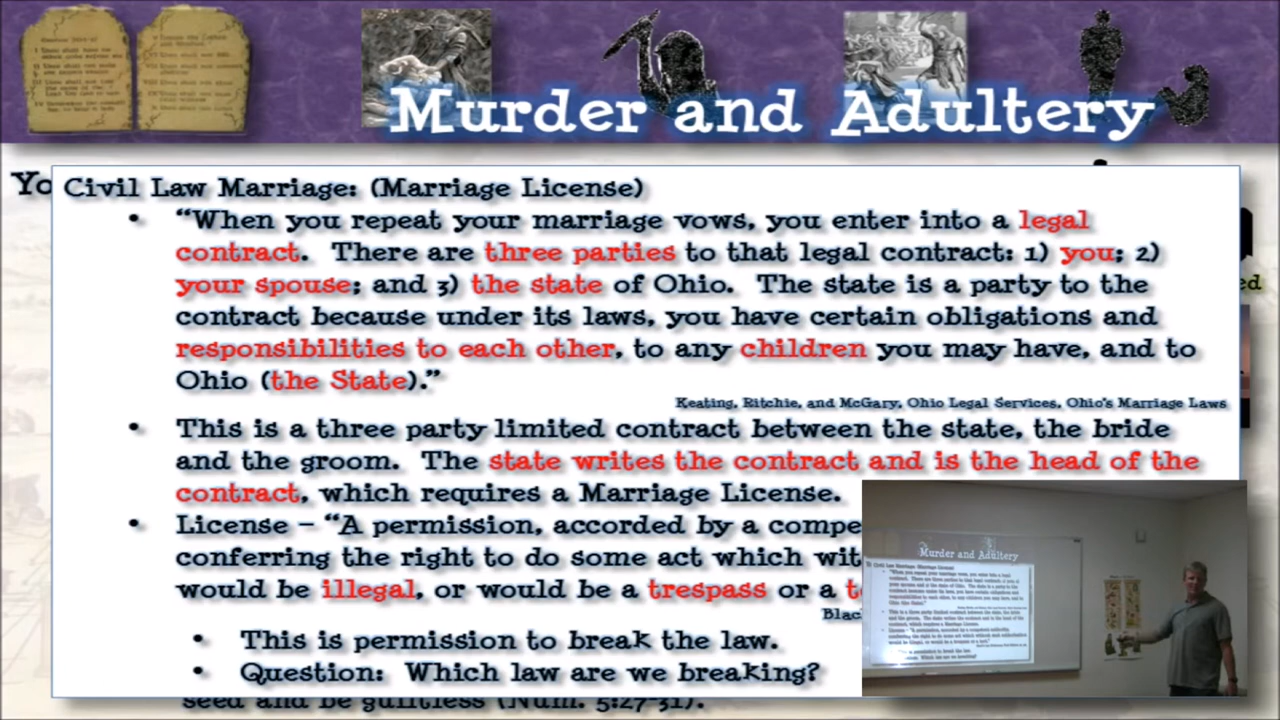 Murder and Adultery
Yo
Civil Law Marriage: (Marriage License)
• “When you repeat your marriage vows, you enter into a legal
contract. There are three parties to that legal contract: 1) you; 2)
your spouse; and 3) the state of Ohio. The state is a party to the
contract because under its laws, you have certain obligations and
responsibilities to each other, to any children you may have, and to
Ohio (the State).”
ed
Keating, Ritchie, and McGary, Ohio Legal Services, Ohio's Marriage Laws
• This is a three party limited contract between the state, the bride
and the groom. The state writes the contract and is the head of the
contract, which requires a Marriage License.
• License – “A permission, accorded by a compe
conferring the right to do some act which wit
would be illegal, or would be a trespass or a t
Blac
• This is permission to break the law.
• Question: Which law are we breaking?
seed and be guiltless (Num. 5:27-31).
Murder and Adultery